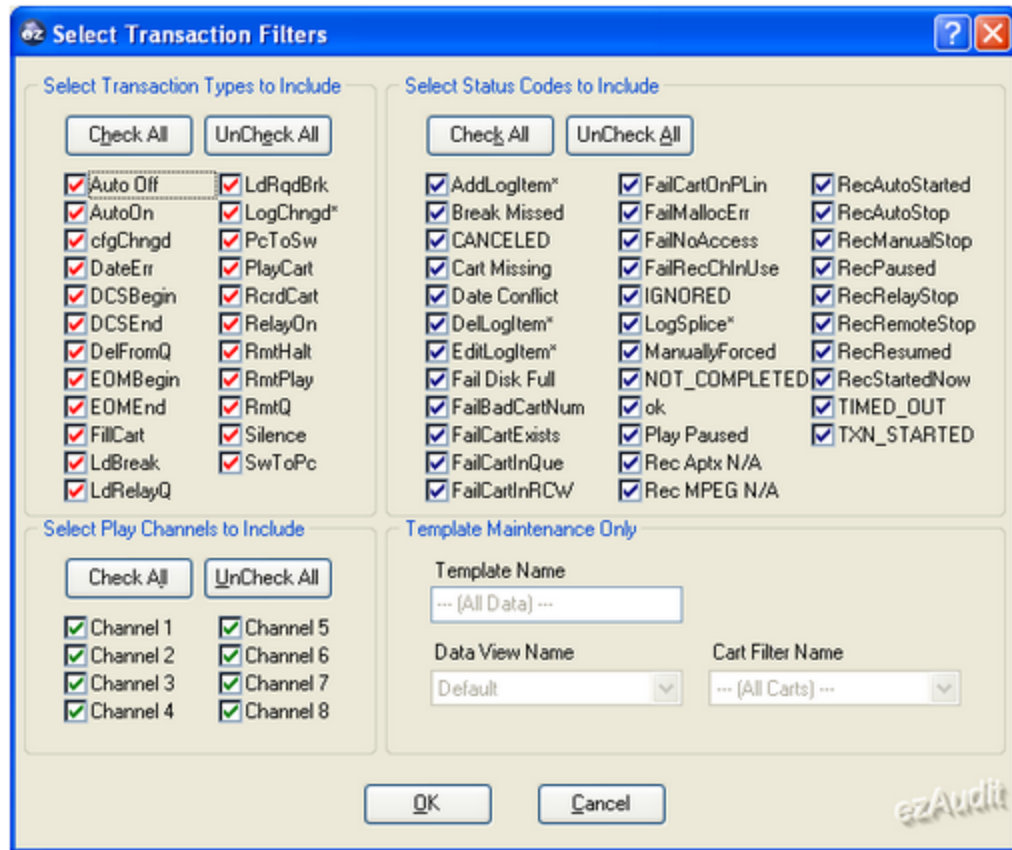 ez Select Transaction Filters
Select Transaction Types to Include
Check All UnCheck All
Auto Off LdRqdBrk
AutoOn LogChngd*
cfgChngd PcToSw
DateErr PlayCart
DCSBegin RcrdCart
DCSEnd RelayOn
DelFromQ RmtHalt
EOMBegin RmtPlay
EOMEnd RmtQ
FillCart Silence
LdBreak SwToPc
LdRelayQ
Select Status Codes to Include
Check All UnCheck All
AddLogItem* FailCartOnPLin RecAutoStarted
Break Missed FailMallocErr RecAutoStop
CANCELED FailNoAccess RecManualStop
Cart Missing FailRecChInUse RecPaused
Date Conflict IGNORED RecRelayStop
DelLogItem* LogSplice* RecRemoteStop
EditLogItem* ManuallyForced RecResumed
Fail Disk Full NOT_COMPLETED RecStartedNow
FailBadCartNum ok TIMED_OUT
FailCartExists Play Paused TXN_STARTED
FailCartInQue Rec Aptx N/A
FailCartInRCW Rec MPEG N/A
Select Play Channels to Include
Check All UnCheck All
Channel 1 Channel 5
Channel 2 Channel 6
Channel 3 Channel 7
Channel 4 Channel 8
Template Maintenance Only
Template Name
--- (All Data) ---
Data View Name Cart Filter Name
Default --- (All Carts) ---
OK Cancel
ezAudit